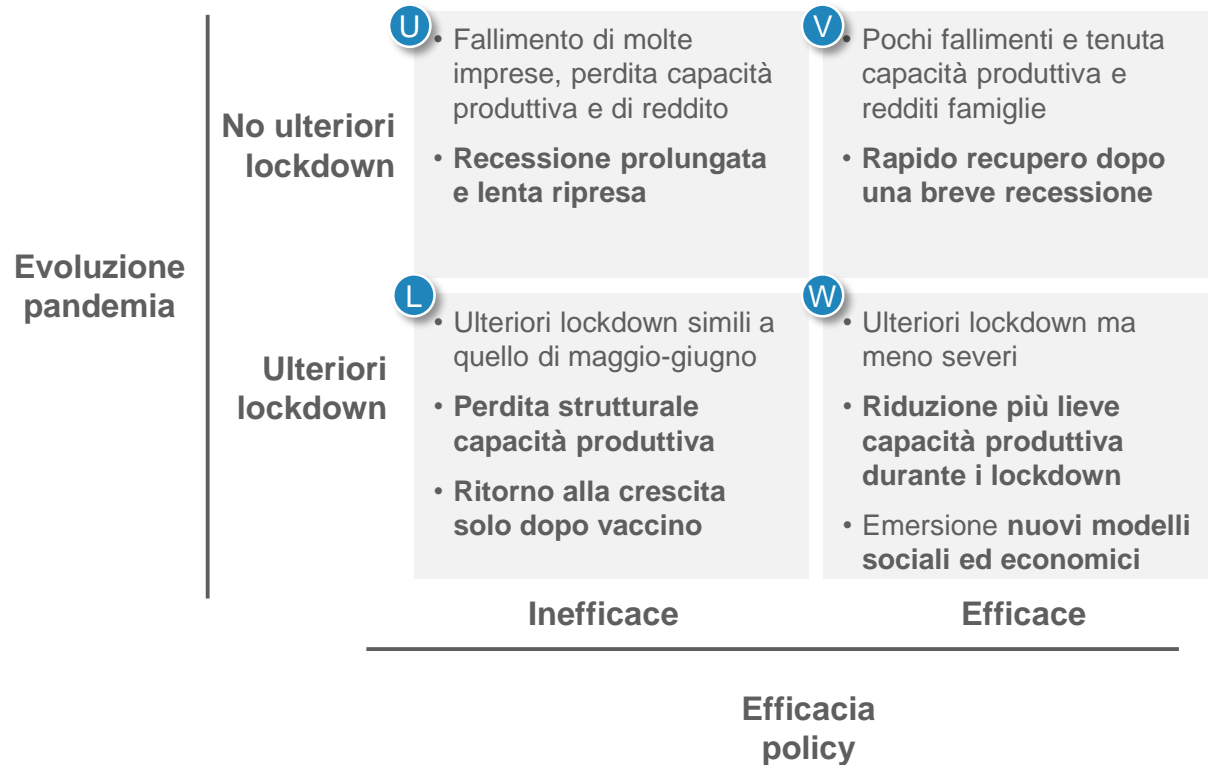 U
• Fallimento di molte
imprese, perdita capacità
produttiva e di reddito
• Recessione prolungata
e lenta ripresa
V
• Pochi fallimenti e tenuta
capacità produttiva e
redditi famiglie
• Rapido recupero dopo
una breve recessione
No ulteriori
lockdown
Evoluzione
pandemia
Ulteriori
lockdown
L
• Ulteriori lockdown simili a
quello di maggio-giugno
• Perdita strutturale
capacità produttiva
• Ritorno alla crescita
solo dopo vaccino
W
• Ulteriori lockdown ma
meno severi
• Riduzione più lieve
capacità produttiva
durante i lockdown
• Emersione nuovi modelli
sociali ed economici
Inefficace
Efficace
Efficacia
policy